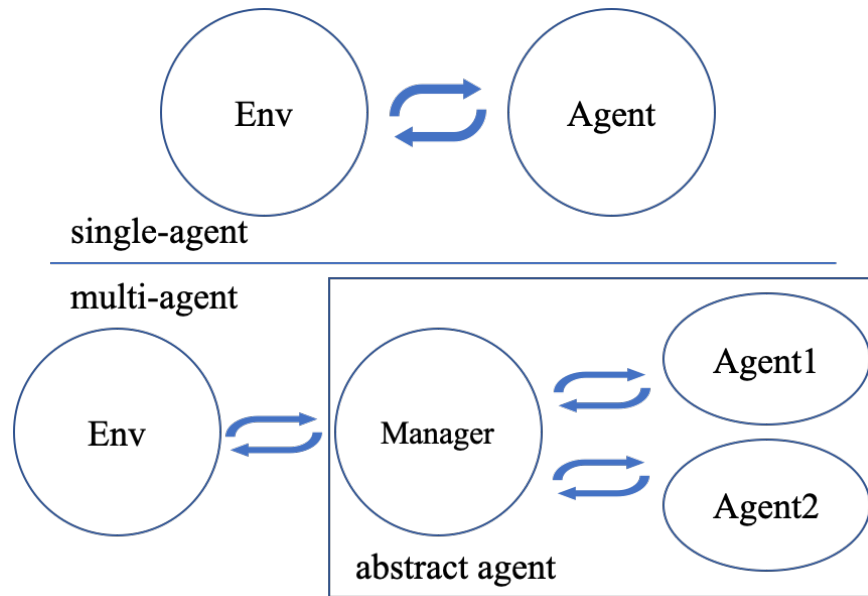 Env
Agent
single-agent
multi-agent
Env
Manager
Agent1
Agent2
abstract agent